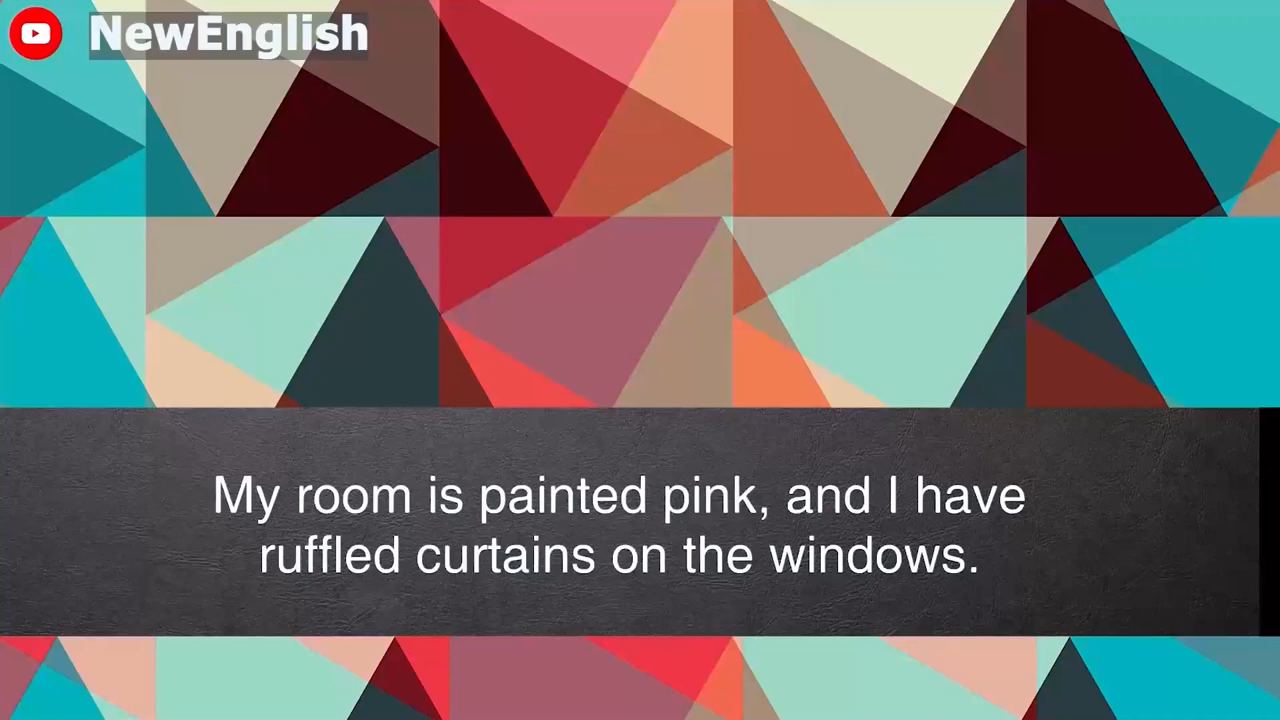 NewEnglish
My room is painted pink, and I have
ruffled curtains on the windows.